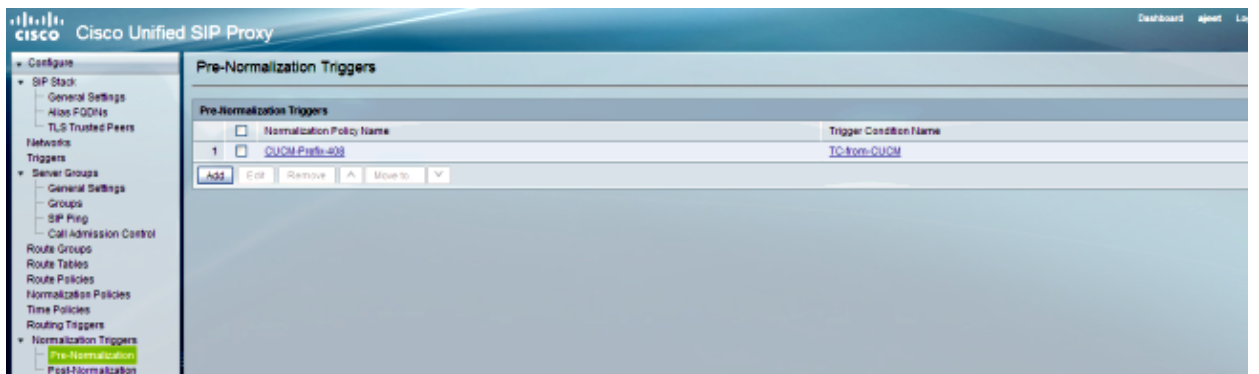 Dashboard ajeet Lo
cisco Cisco Unified SIP Proxy
Configure
SIP Stack
General Settings
Alias FQDNs
TLS Trusted Peers
Networks
Triggers
Server Groups
General Settings
Groups
SIP Ping
Call Admission Control
Route Groups
Route Tables
Route Policies
Normalization Policies
Time Policies
Routing Triggers
Normalization Triggers
Pre-Normalization
Post-Normalization
Pre-Normalization Triggers
Pre-Normalization Triggers
Normalization Policy Name Trigger Condition Name
1 CUCM-Prefix-408 TC-from-CUCM
Add Edit Remove Move to